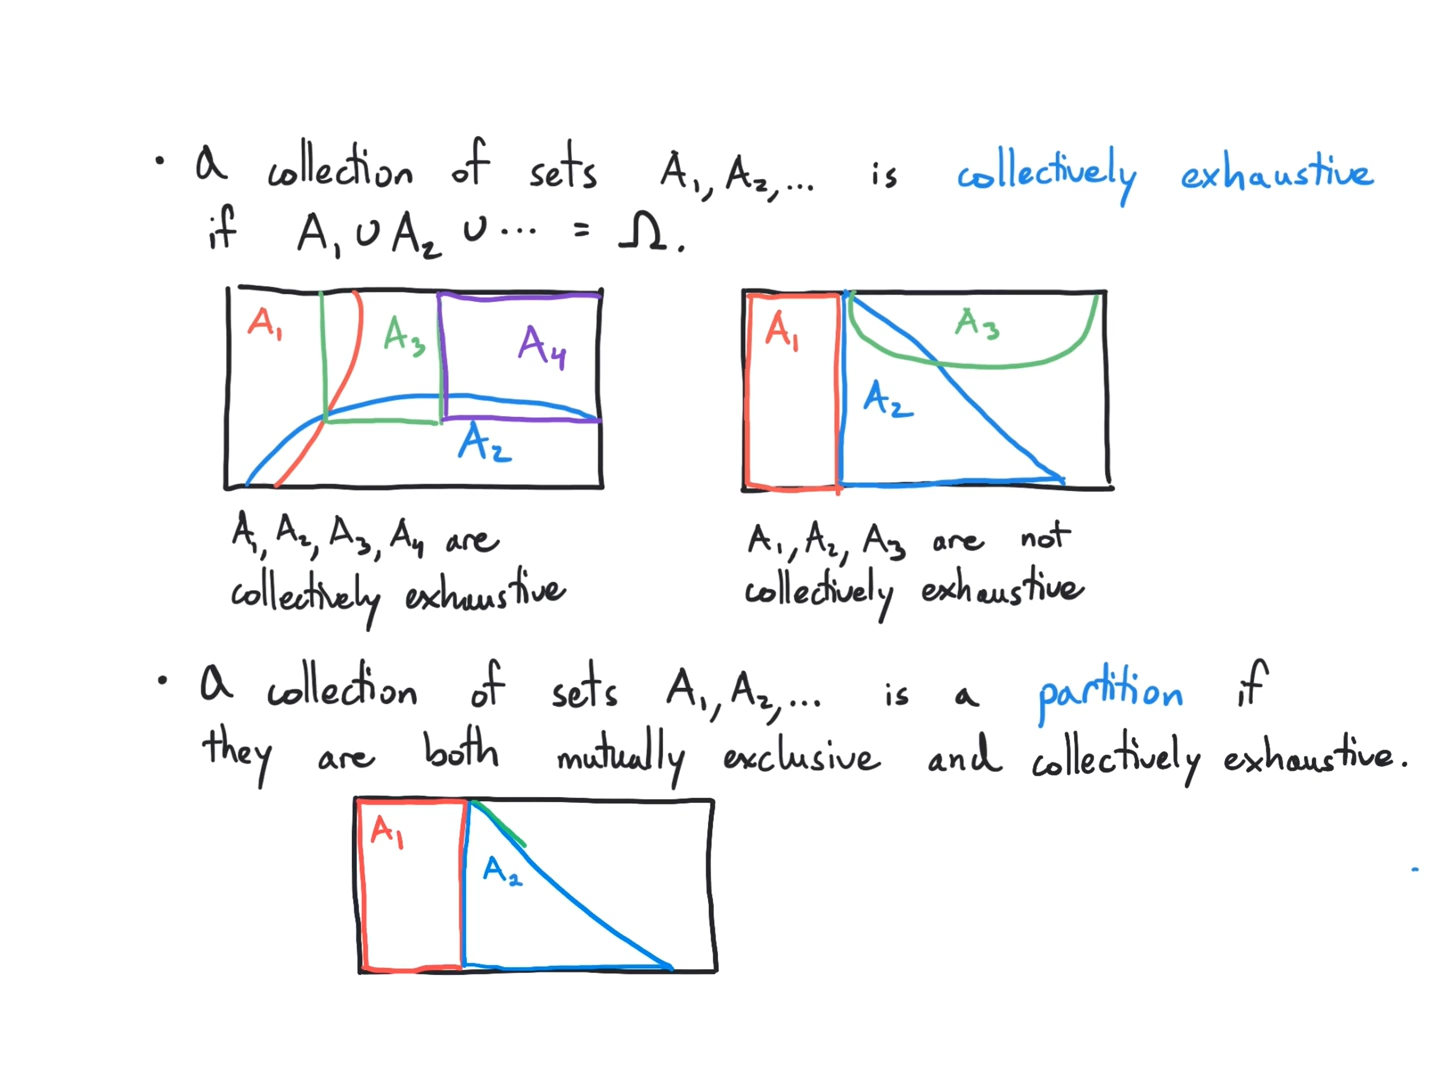 • a collection of sets A₁, A₂, ... is collectively exhaustive
if A₁ ∪ A₂ ∪ ... = Ω.
A₁ A₃ A₄
A₂
A₁ A₃
A₂
A₁, A₂, A₃, A₄ are
collectively exhaustive
A₁, A₂, A₃ are not
collectively exhaustive
• a collection of sets A₁, A₂, ... is a partition if
they are both mutually exclusive and collectively exhaustive.
A₁
A₂